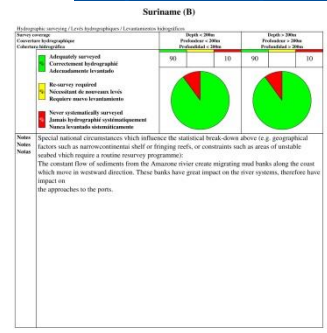 Suriname (B)
Hydrographic surveying / Levés hydrographiques / Levantamientos hidrográficos
Survey coverage
Couverture hydrographique
Cobertura hidrográfica
Depth < 200m
Profondeur < 200m
Profundidad < 200m
Depth > 200m
Profondeur > 200m
Profundidad > 200m
% Adequately surveyed
Correctement hydrographié
Adecuadamente levantado
90 10 90 10
% Re-survey required
Nécessitant de nouveaux levés
Requiere nuevo levantamiento
% Never systematically surveyed
Jamais hydrographié systématiquement
Nunca levantado sistemáticamente
Notes
Notes
Notas
Special national circumstances which influence the statistical break-down above (e.g. geographical
factors such as narrowcontinental shelf or fringing reefs, or constraints such as areas of unstable
seabed which require a routine resurvey programme):
The constant flow of sediments from the Amazone rivier create migrating mud banks along the coast
which move in westward direction. These banks have great impact on the river systems, therefore have
impact on
the approaches to the ports.